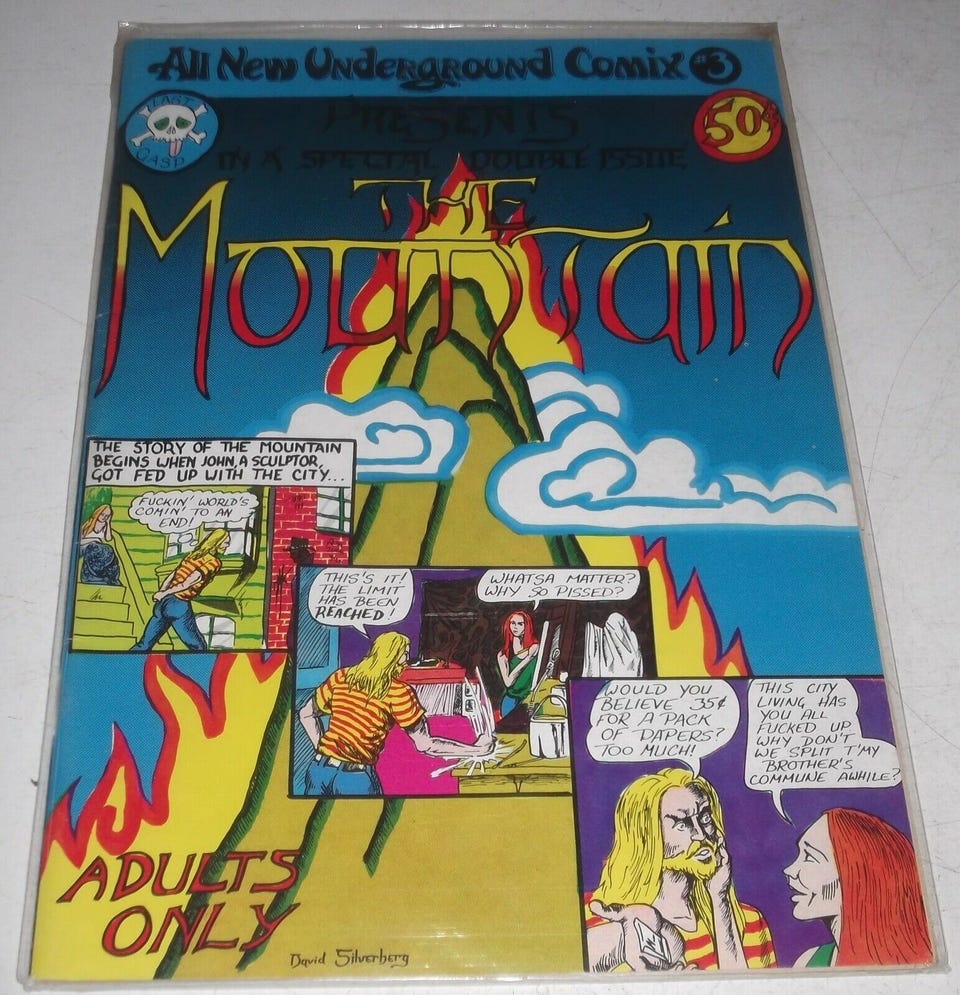 All New Underground Comix #3
LAST
GASP
50¢
PRESENTS
IN A SPECIAL DOUBLE ISSUE
THE
Mountain
THE STORY OF THE MOUNTAIN
BEGINS WHEN JOHN, A SCULPTOR,
GOT FED UP WITH THE CITY...
FUCKIN' WORLD'S
COMIN' TO AN
END!
THIS'S IT!
THE LIMIT
HAS BEEN
REACHED!
WHATSA MATTER?
WHY SO PISSED?
WOULD YOU
BELIEVE 35¢
FOR A PACK
OF PAPERS?
TOO MUCH!
THIS CITY
LIVING HAS
YOU ALL
FUCKED UP.
WHY DON'T
WE SPLIT T'MY
BROTHER'S
COMMUNE AWHILE?
ADULTS
ONLY
David Silverberg